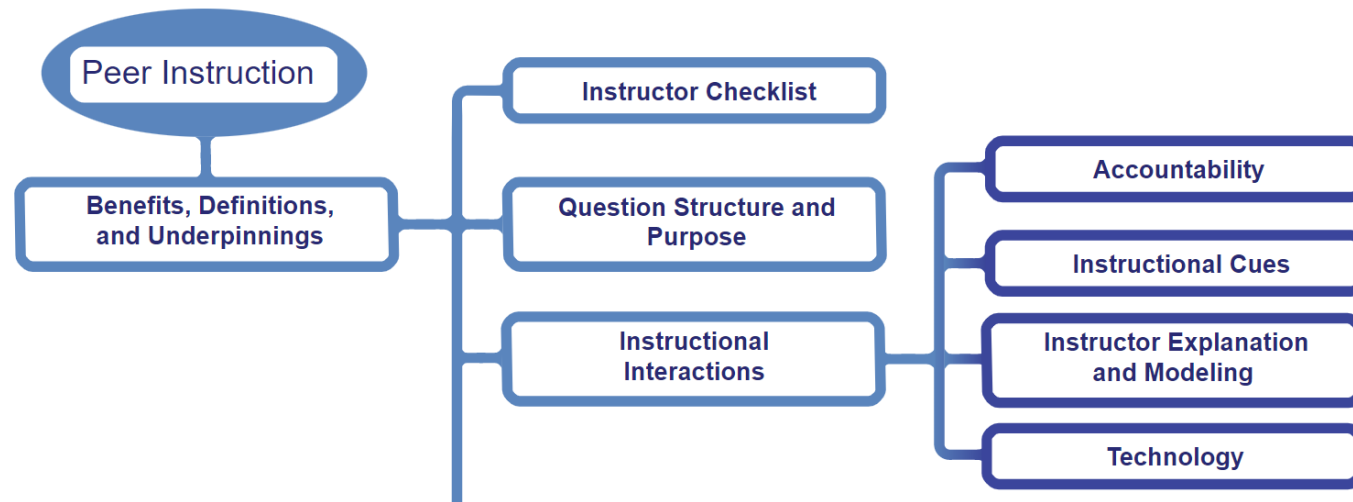 Peer Instruction
Benefits, Definitions,
and Underpinnings
Instructor Checklist
Question Structure and
Purpose
Instructional
Interactions
Accountability
Instructional Cues
Instructor Explanation
and Modeling
Technology